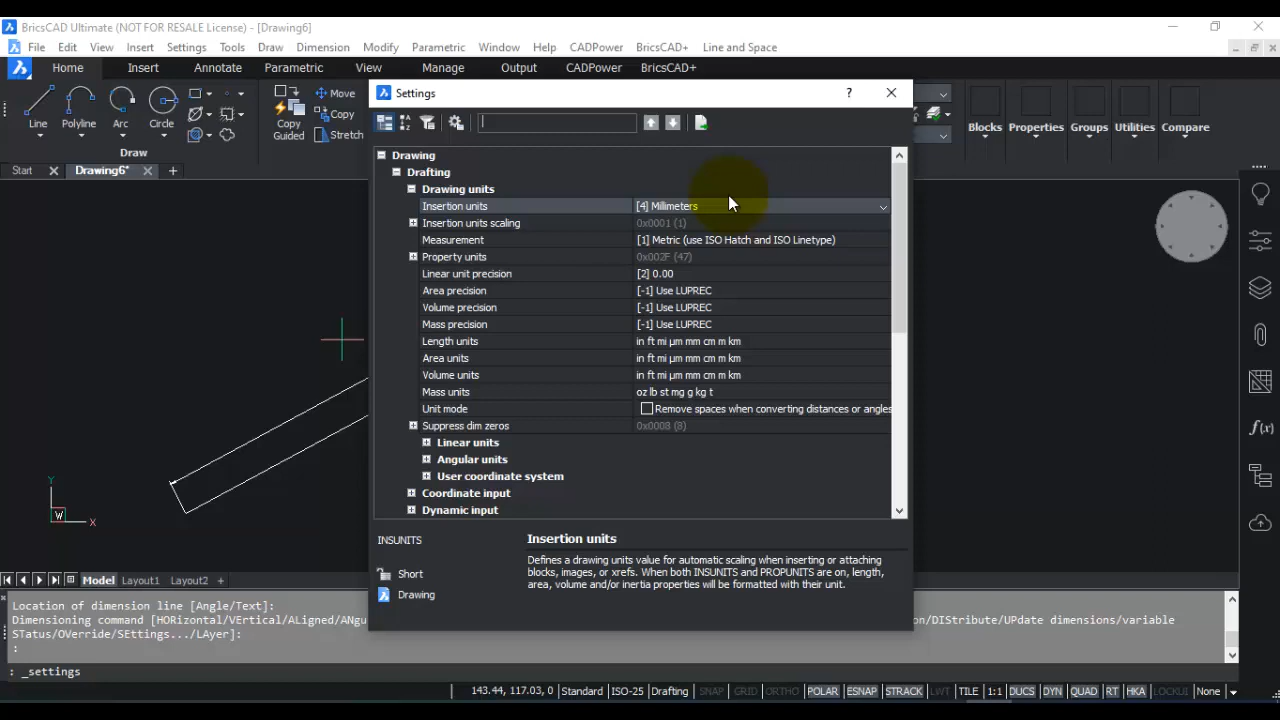 BricsCAD Ultimate (NOT FOR RESALE License) - [Drawing6]
File Edit View Insert Settings Tools Draw Dimension Modify Parametric Window Help CADPower BricsCAD+ Line and Space
Home Insert Annotate Parametric View Manage Output CADPower BricsCAD+
Settings
Line Polyline Arc Circle
Copy Guided
Move
Copy
Stretch
Draw
Blocks Properties Groups Utilities Compare
Start Drawing6*
Drawing
Drafting
Drawing units
Insertion units [4] Millimeters
Insertion units scaling 0x0001 (1)
Measurement [1] Metric (use ISO Hatch and ISO Linetype)
Property units 0x002F (47)
Linear unit precision [2] 0.00
Area precision [-1] Use LUPREC
Volume precision [-1] Use LUPREC
Mass precision [-1] Use LUPREC
Length units in ft mi µm mm cm m km
Area units in ft mi µm mm cm m km
Volume units in ft mi µm mm cm m km
Mass units oz lb st mg g kg t
Unit mode Remove spaces when converting distances or angles
Suppress dim zeros 0x0008 (8)
Linear units
Angular units
User coordinate system
Coordinate input
Dynamic input
INSUNITS
Short
Drawing
Insertion units
Defines a drawing units value for automatic scaling when inserting or attaching
blocks, images, or xrefs. When both INSUNITS and PROPUNITS are on, length,
area, volume and/or inertia properties will be formatted with their unit.
Y
W
X
Model Layout1 Layout2 +
Location of dimension line [Angle/Text]:
Dimensioning command [HORizontal/VErtical/ALigned/ANgu on/DIStribute/UPdate dimensions/variable
STatus/OVerride/SEttings.../LAyer]:
:
: _settings
143.44, 117.03, 0 Standard ISO-25 Drafting SNAP GRID ORTHO POLAR ESNAP STRACK LWT TILE 1:1 DUCS DYN QUAD RT HKA LOCKUI None